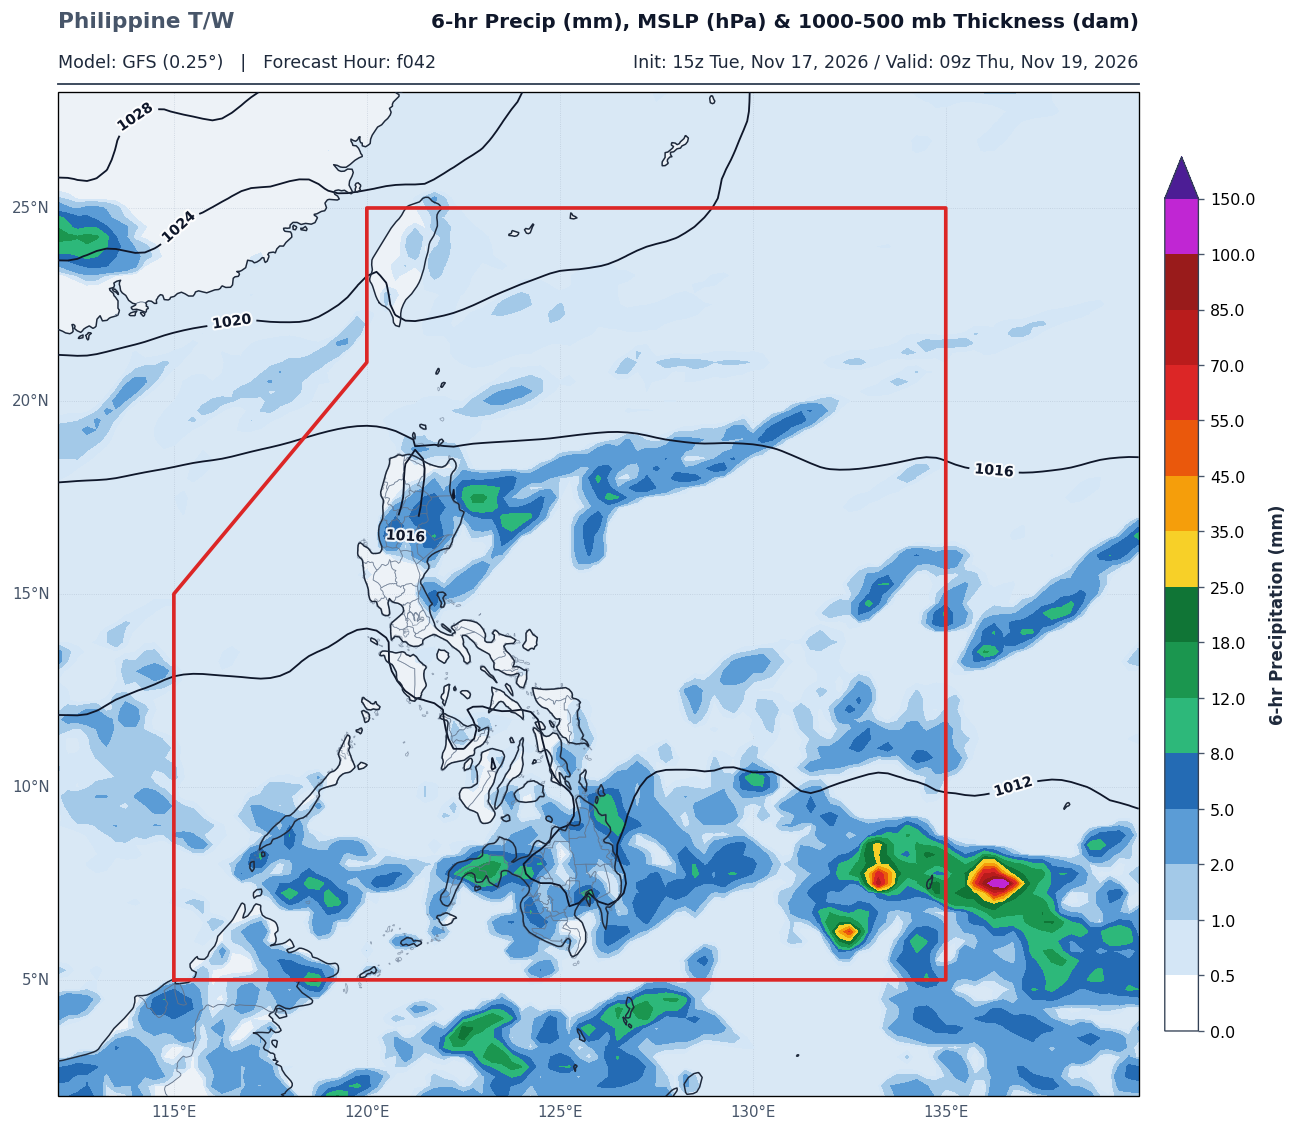 Philippine T/W
6-hr Precip (mm), MSLP (hPa) & 1000-500 mb Thickness (dam)
Model: GFS (0.25°) | Forecast Hour: f042
Init: 15z Tue, Nov 17, 2026 / Valid: 09z Thu, Nov 19, 2026
1028
1024
1020
1016
1016
1012
25°N
20°N
15°N
10°N
5°N
115°E
120°E
125°E
130°E
135°E
150.0
100.0
85.0
70.0
55.0
45.0
35.0
25.0
18.0
12.0
8.0
5.0
2.0
1.0
0.5
0.0
6-hr Precipitation (mm)